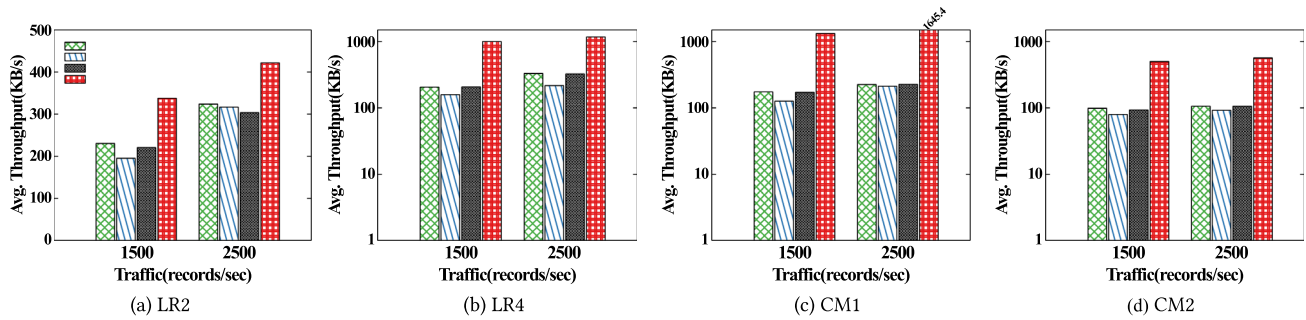 Avg. Throughput(KB/s)
500
400
300
200
100
0
1500
2500
Traffic(records/sec)
(a) LR2
Avg. Throughput(KB/s)
1000
100
10
1
1500
2500
Traffic(records/sec)
(b) LR4
Avg. Throughput(KB/s)
1000
100
10
1
1645.4
1500
2500
Traffic(records/sec)
(c) CM1
Avg. Throughput(KB/s)
1000
100
10
1
1500
2500
Traffic(records/sec)
(d) CM2